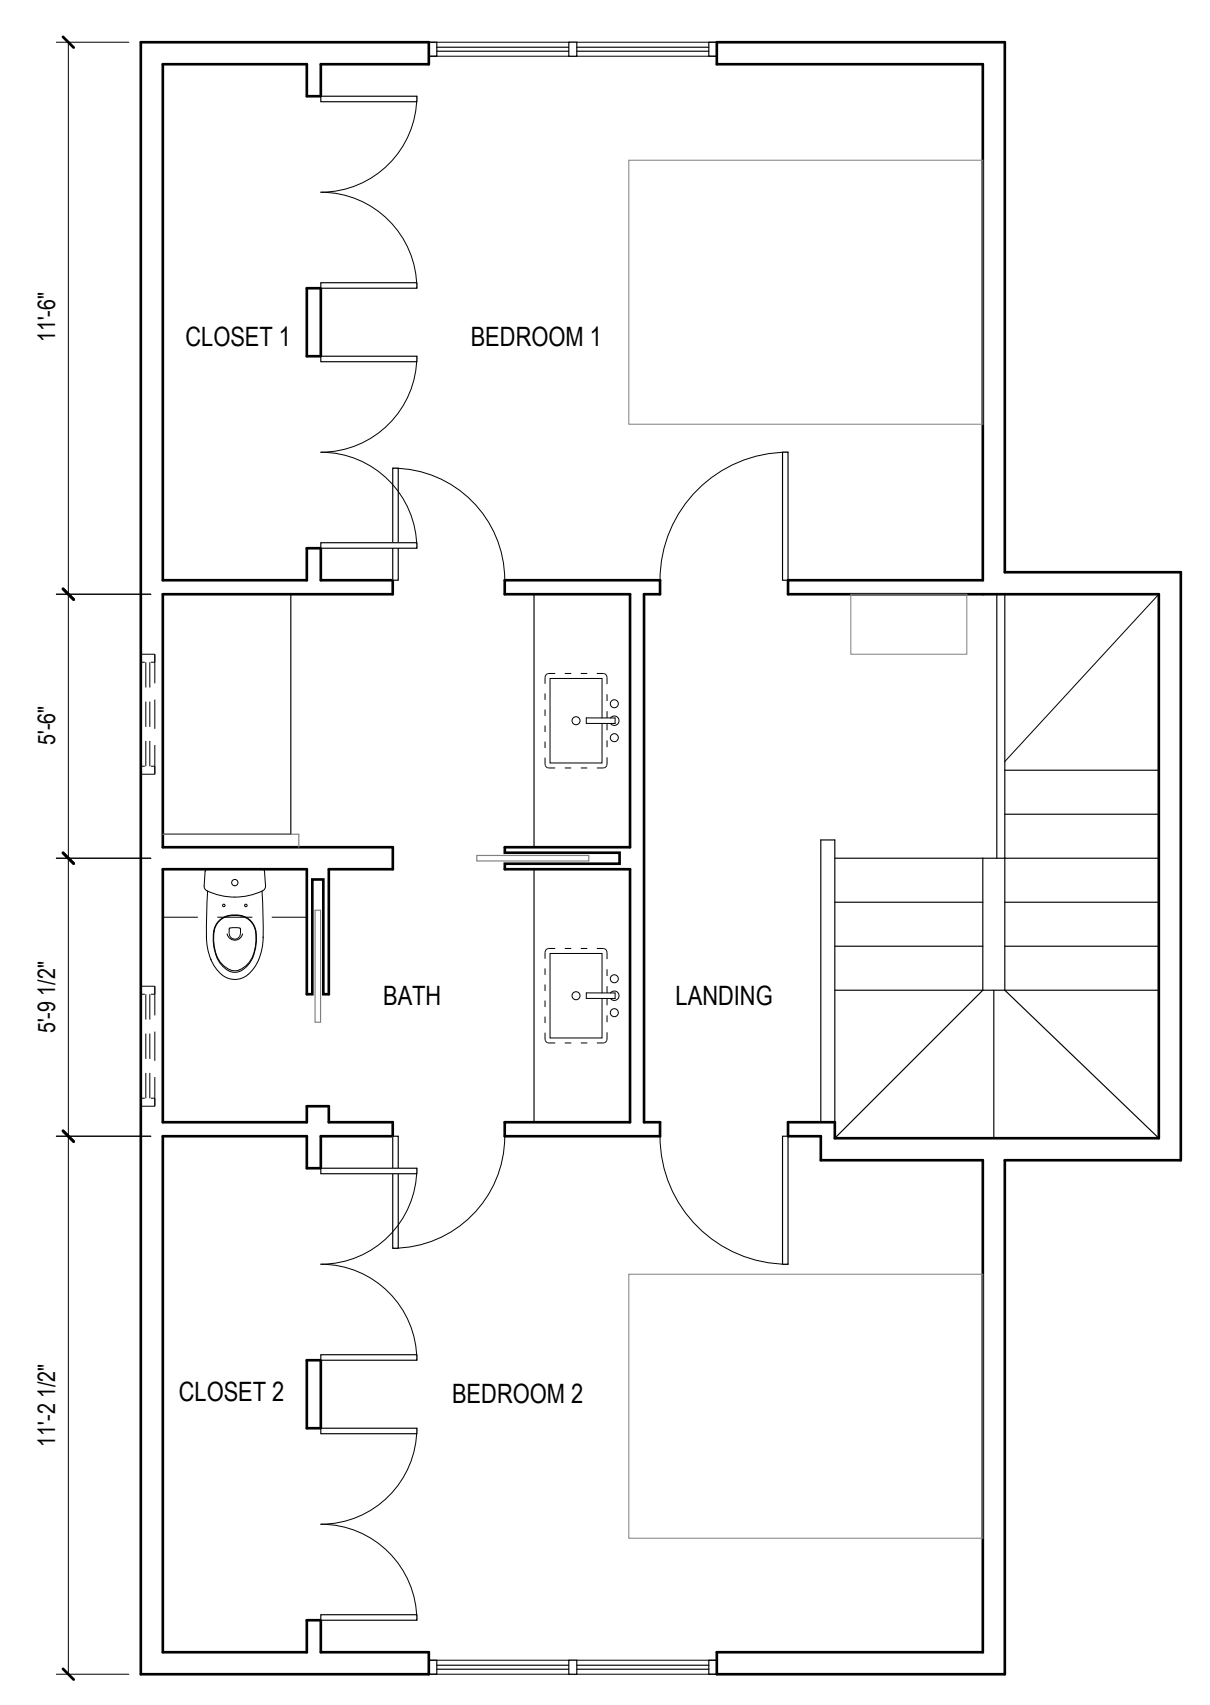 11'-6"
CLOSET 1
BEDROOM 1
5'-6"
5'-9 1/2"
BATH
LANDING
11'-2 1/2"
CLOSET 2
BEDROOM 2